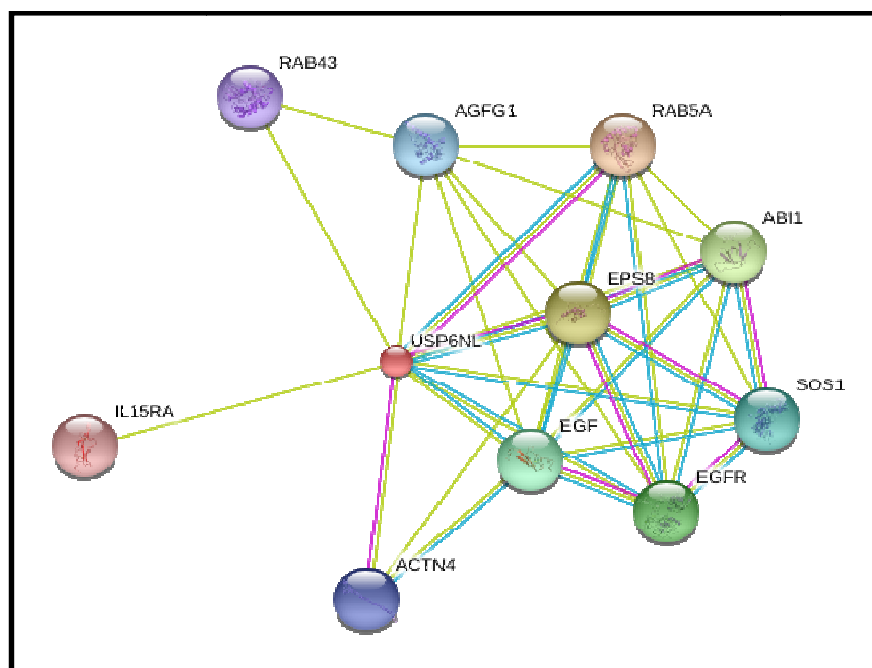 RAB43
AGFG1
RAB5A
ABI1
EPS8
USP6NL
SOS1
IL15RA
EGF
EGFR
ACTN4